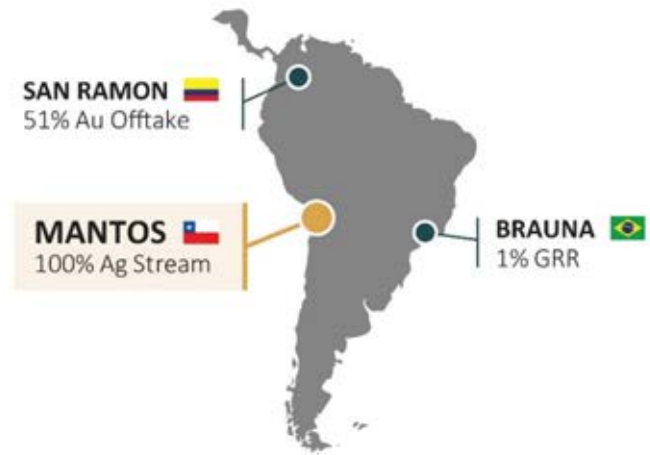 SAN RAMON
51% Au Offtake
MANTOS
100% Ag Stream
BRAUNA
1% GRR